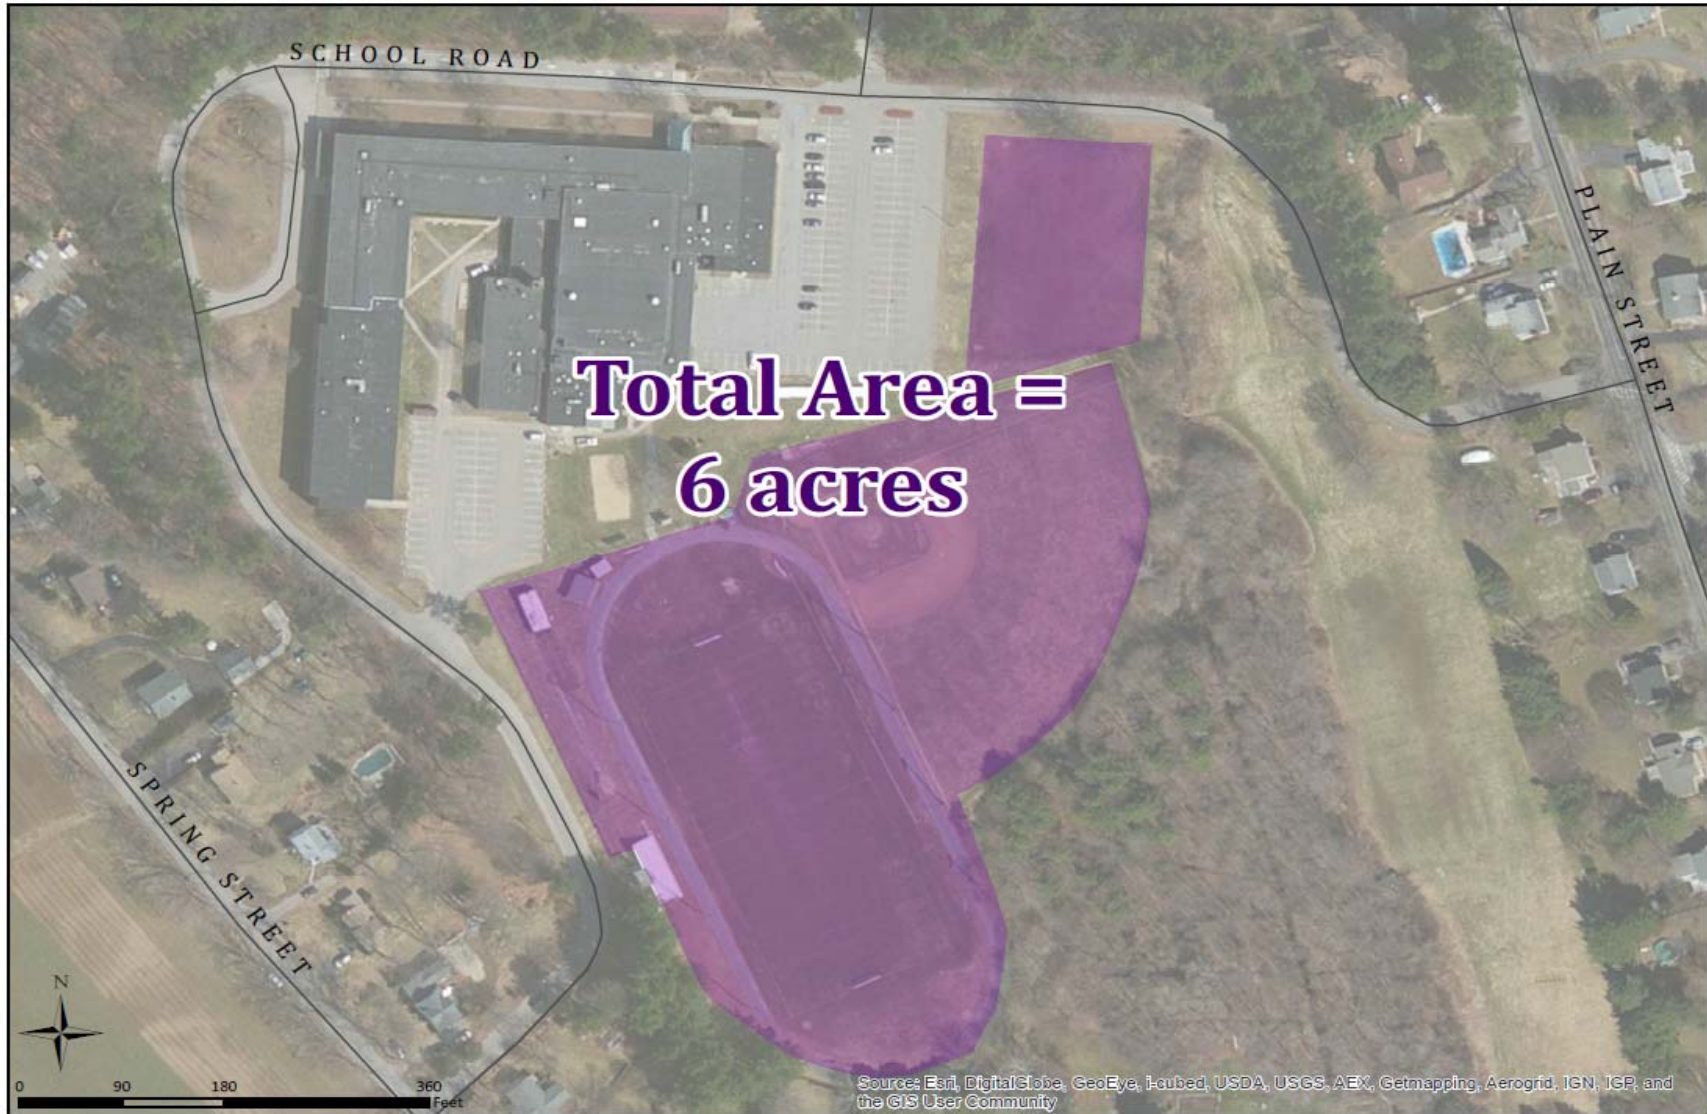 SCHOOL ROAD
PLAIN STREET
Total Area =
6 acres
SPRING STREET
N
0 90 180 360
Feet
Source: Esri, DigitalGlobe, GeoEye, i-cubed, USDA, USGS, AEX, Getmapping, Aerogrid, IGN, IGP, and
the GIS User Community